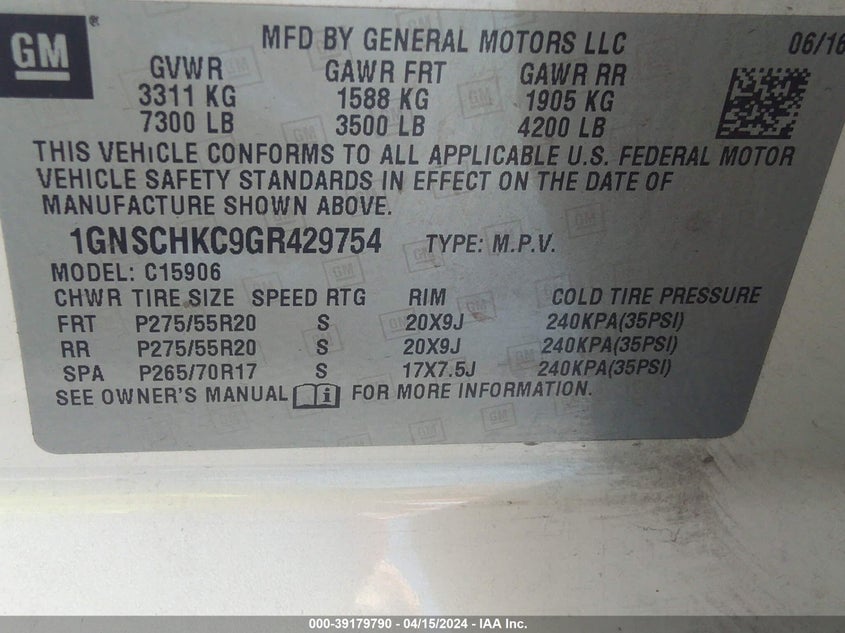 GM ®
MFD BY GENERAL MOTORS LLC 06/16
GVWR GAWR FRT GAWR RR
3311 KG 1588 KG 1905 KG
7300 LB 3500 LB 4200 LB
THIS VEHICLE CONFORMS TO ALL APPLICABLE U.S. FEDERAL MOTOR
VEHICLE SAFETY STANDARDS IN EFFECT ON THE DATE OF
MANUFACTURE SHOWN ABOVE.
1GNSCHKC9GR429754 TYPE: M.P.V.
MODEL: C15906
CHWR TIRE SIZE SPEED RTG RIM COLD TIRE PRESSURE
FRT P275/55R20 S 20X9J 240KPA(35PSI)
RR P275/55R20 S 20X9J 240KPA(35PSI)
SPA P265/70R17 S 17X7.5J 240KPA(35PSI)
SEE OWNER'S MANUAL i FOR MORE INFORMATION.
000-39179790 - 04/15/2024 - IAA Inc.